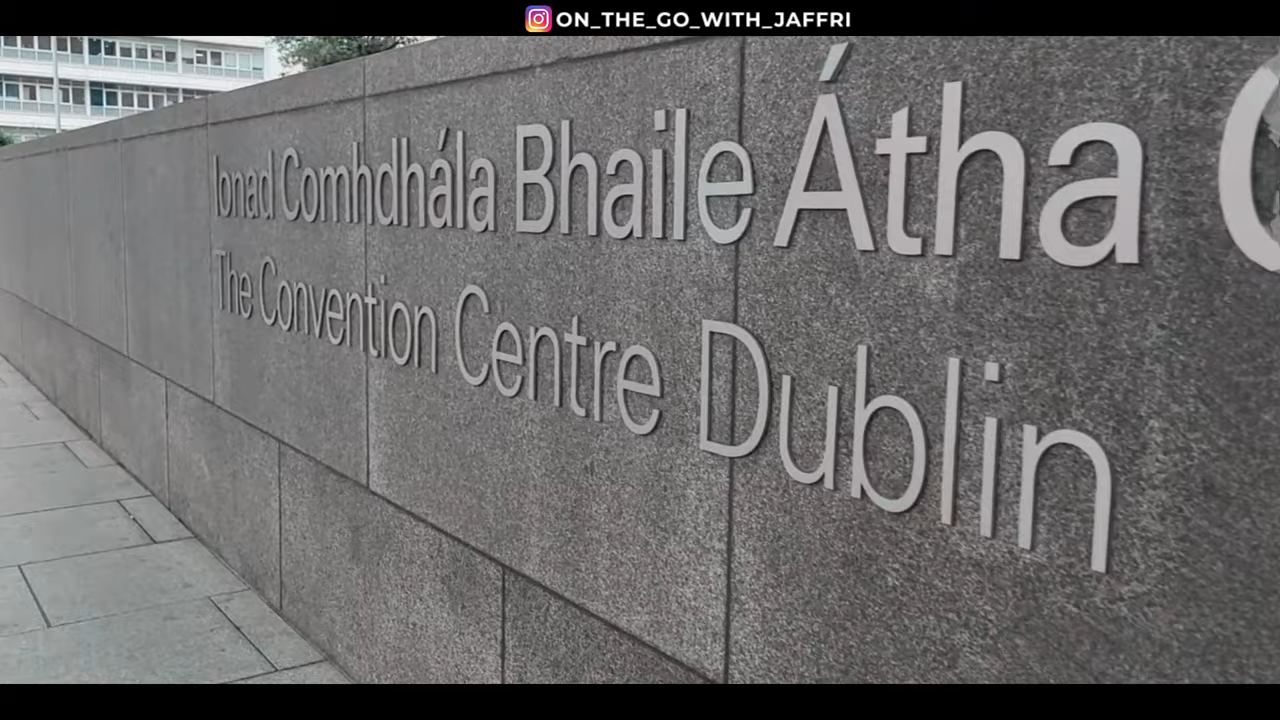 ON_THE_GO_WITH_JAFFRI
Ionad Comhdhála Bhaile Átha C
The Convention Centre Dublin